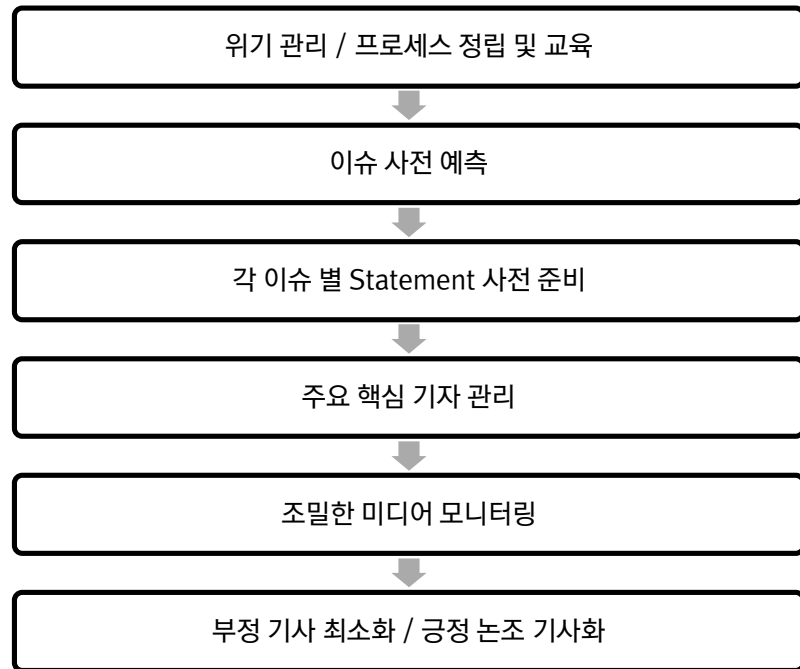 위기 관리 / 프로세스 정립 및 교육
이슈 사전 예측
각 이슈 별 Statement 사전 준비
주요 핵심 기자 관리
조밀한 미디어 모니터링
부정 기사 최소화 / 긍정 논조 기사화